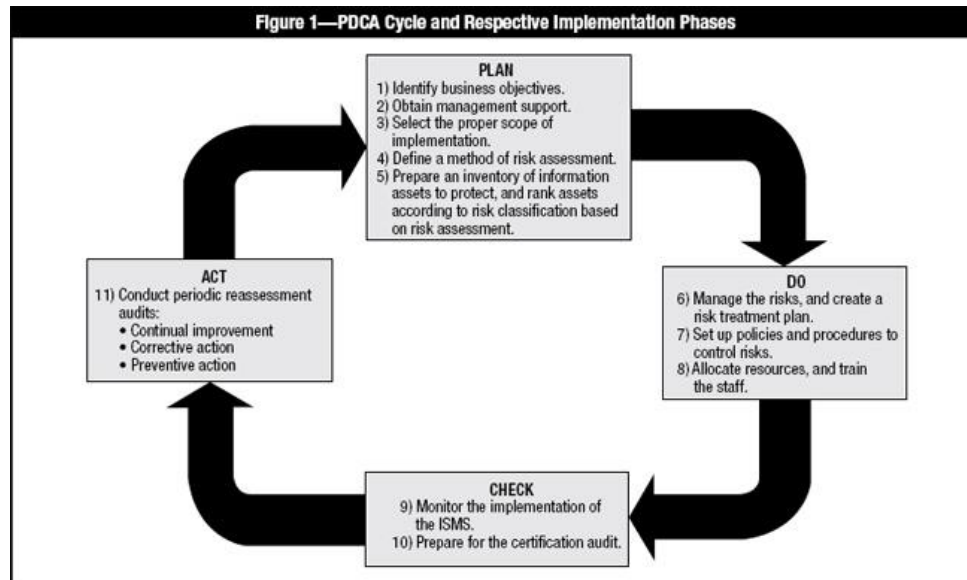 Figure 1—PDCA Cycle and Respective Implementation Phases
PLAN
1) Identify business objectives.
2) Obtain management support.
3) Select the proper scope of
implementation.
4) Define a method of risk assessment.
5) Prepare an inventory of information
assets to protect, and rank assets
according to risk classification based
on risk assessment.
DO
6) Manage the risks, and create a
risk treatment plan.
7) Set up policies and procedures to
control risks.
8) Allocate resources, and train
the staff.
CHECK
9) Monitor the implementation of
the ISMS.
10) Prepare for the certification audit.
ACT
11) Conduct periodic reassessment
audits:
• Continual improvement
• Corrective action
• Preventive action